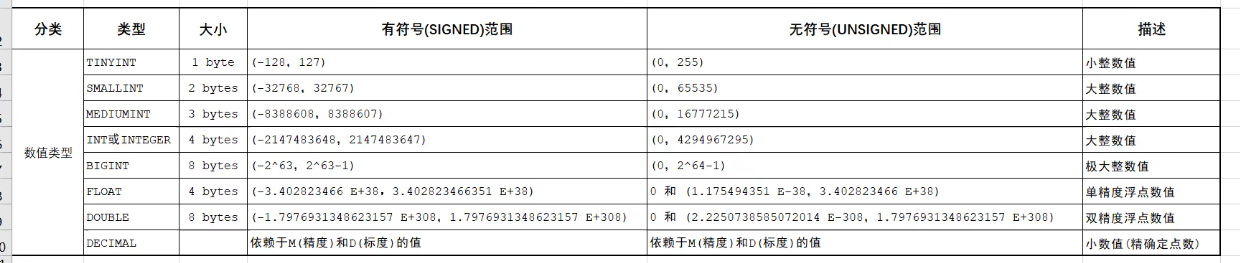 分类 类型 大小 有符号(SIGNED)范围 无符号(UNSIGNED)范围 描述
TINYINT 1 byte (-128, 127) (0, 255) 小整数值
SMALLINT 2 bytes (-32768, 32767) (0, 65535) 大整数值
MEDIUMINT 3 bytes (-8388608, 8388607) (0, 16777215) 大整数值
INT或INTEGER 4 bytes (-2147483648, 2147483647) (0, 4294967295) 大整数值
数值类型
BIGINT 8 bytes (-2^63, 2^63-1) (0, 2^64-1) 极大整数值
FLOAT 4 bytes (-3.402823466 E+38, 3.402823466351 E+38) 0 和 (1.175494351 E-38, 3.402823466 E+38) 单精度浮点数值
DOUBLE 8 bytes (-1.7976931348623157 E+308, 1.7976931348623157 E+308) 0 和 (2.2250738585072014 E-308, 1.7976931348623157 E+308) 双精度浮点数值
DECIMAL 依赖于M(精度)和D(标度)的值 依赖于M(精度)和D(标度)的值 小数值(精确定点数)